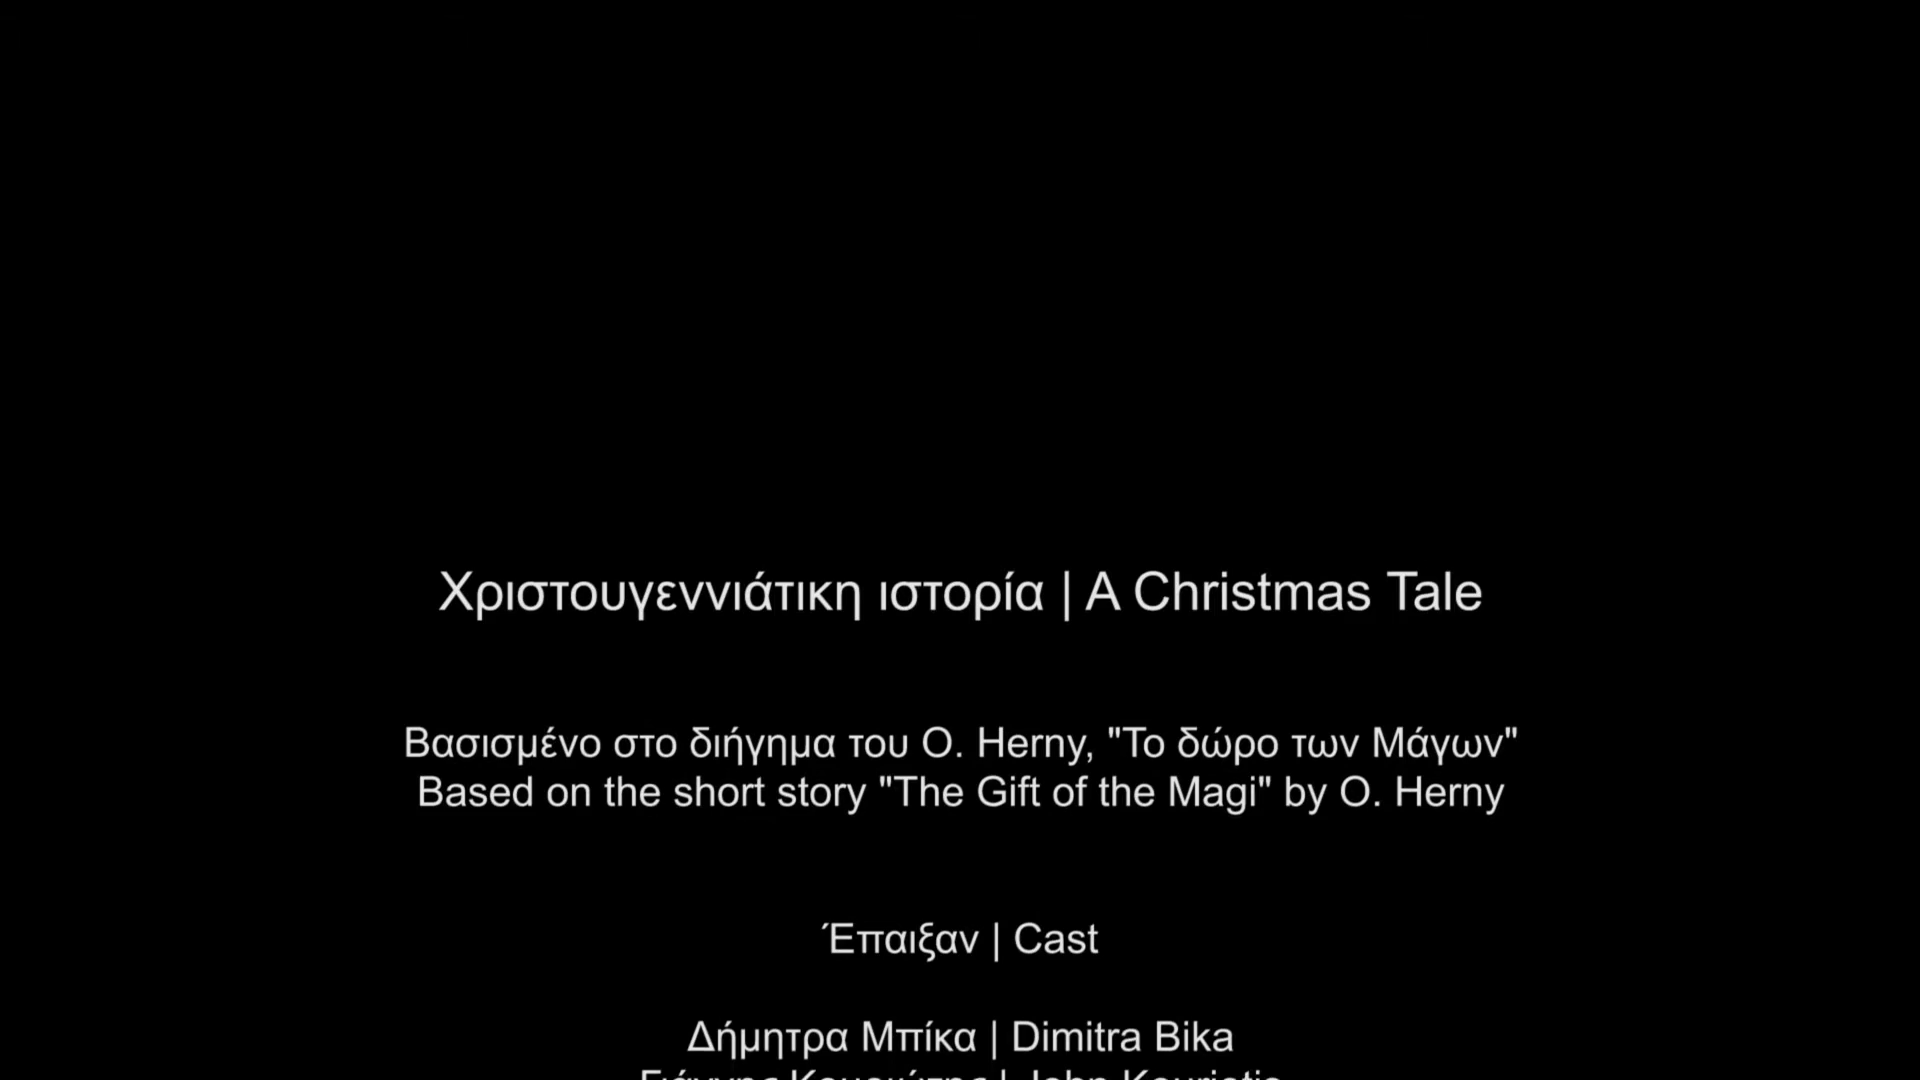 Χριστουγεννιάτικη ιστορία | A Christmas Tale
Βασισμένο στο διήγημα του O. Herny, "Το δώρο των Μάγων"
Based on the short story "The Gift of the Magi" by O. Herny
Έπαιξαν | Cast
Δήμητρα Μπίκα | Dimitra Bika